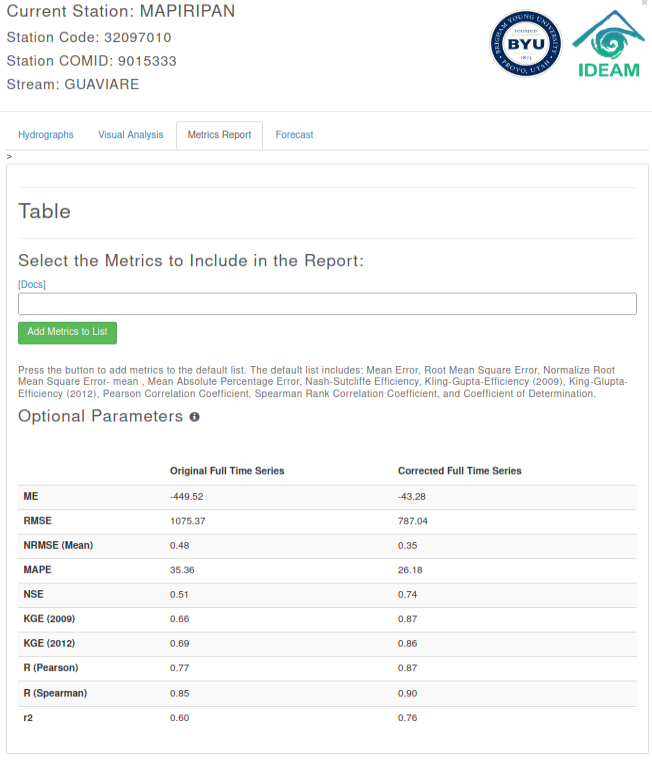 Current Station: MAPIRIPAN
Station Code: 32097010
Station COMID: 9015333
Stream: GUAVIARE
BRIGHAM YOUNG UNIVERSITY
FOUNDED
BYU
1875
PROVO, UTAH
IDEAM
×
Hydrographs Visual Analysis Metrics Report Forecast
>
Table
Select the Metrics to Include in the Report:
[Docs]
Add Metrics to List
Press the button to add metrics to the default list. The default list includes: Mean Error, Root Mean Square Error, Normalize Root
Mean Square Error- mean , Mean Absolute Percentage Error, Nash-Sutcliffe Efficiency, Kling-Gupta-Efficiency (2009), King-Glupta-
Efficiency (2012), Pearson Correlation Coefficient, Spearman Rank Correlation Coefficient, and Coefficient of Determination.
Optional Parameters
Original Full Time Series Corrected Full Time Series
ME -449.52 -43.28
RMSE 1075.37 787.04
NRMSE (Mean) 0.48 0.35
MAPE 35.36 26.18
NSE 0.51 0.74
KGE (2009) 0.66 0.87
KGE (2012) 0.69 0.86
R (Pearson) 0.77 0.87
R (Spearman) 0.85 0.90
r2 0.60 0.76